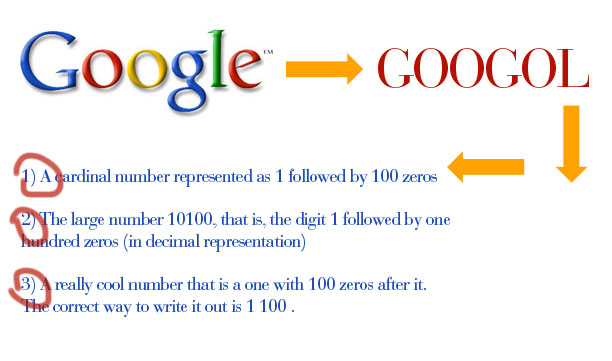 Google™
GOOGOL
1) A cardinal number represented as 1 followed by 100 zeros
2) The large number 10100, that is, the digit 1 followed by one
hundred zeros (in decimal representation)
3) A really cool number that is a one with 100 zeros after it.
The correct way to write it out is 1 100 .